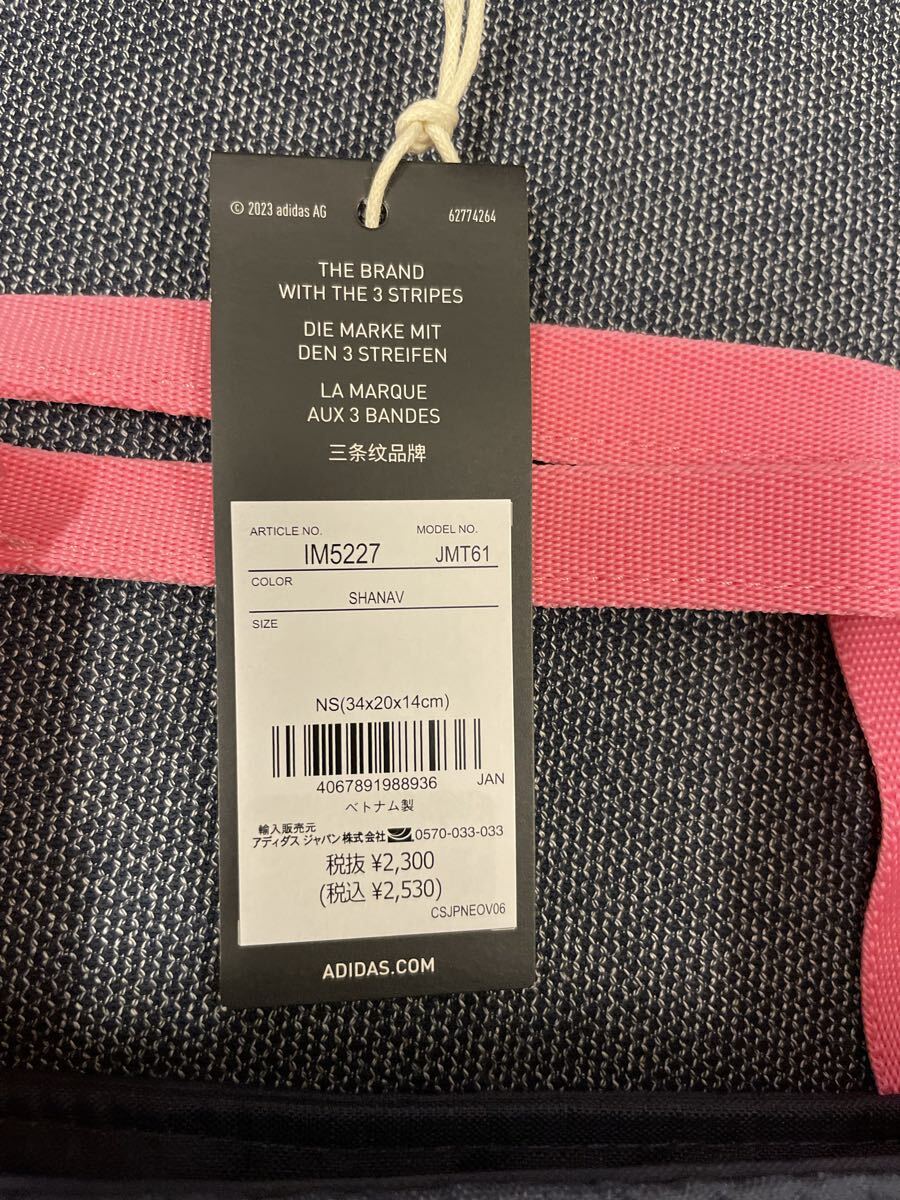 © 2023 adidas AG
62774264
THE BRAND
WITH THE 3 STRIPES
DIE MARKE MIT
DEN 3 STREIFEN
LA MARQUE
AUX 3 BANDES
三条纹品牌
ARTICLE NO. MODEL NO.
IM5227 JMT61
COLOR
SHANAV
SIZE
NS(34x20x14cm)
4067891988936 JAN
ベトナム製
輸入販売元
アディダス ジャパン株式会社 0570-033-033
税抜 ¥2,300
(税込 ¥2,530)
CSJPNEOV06
ADIDAS.COM